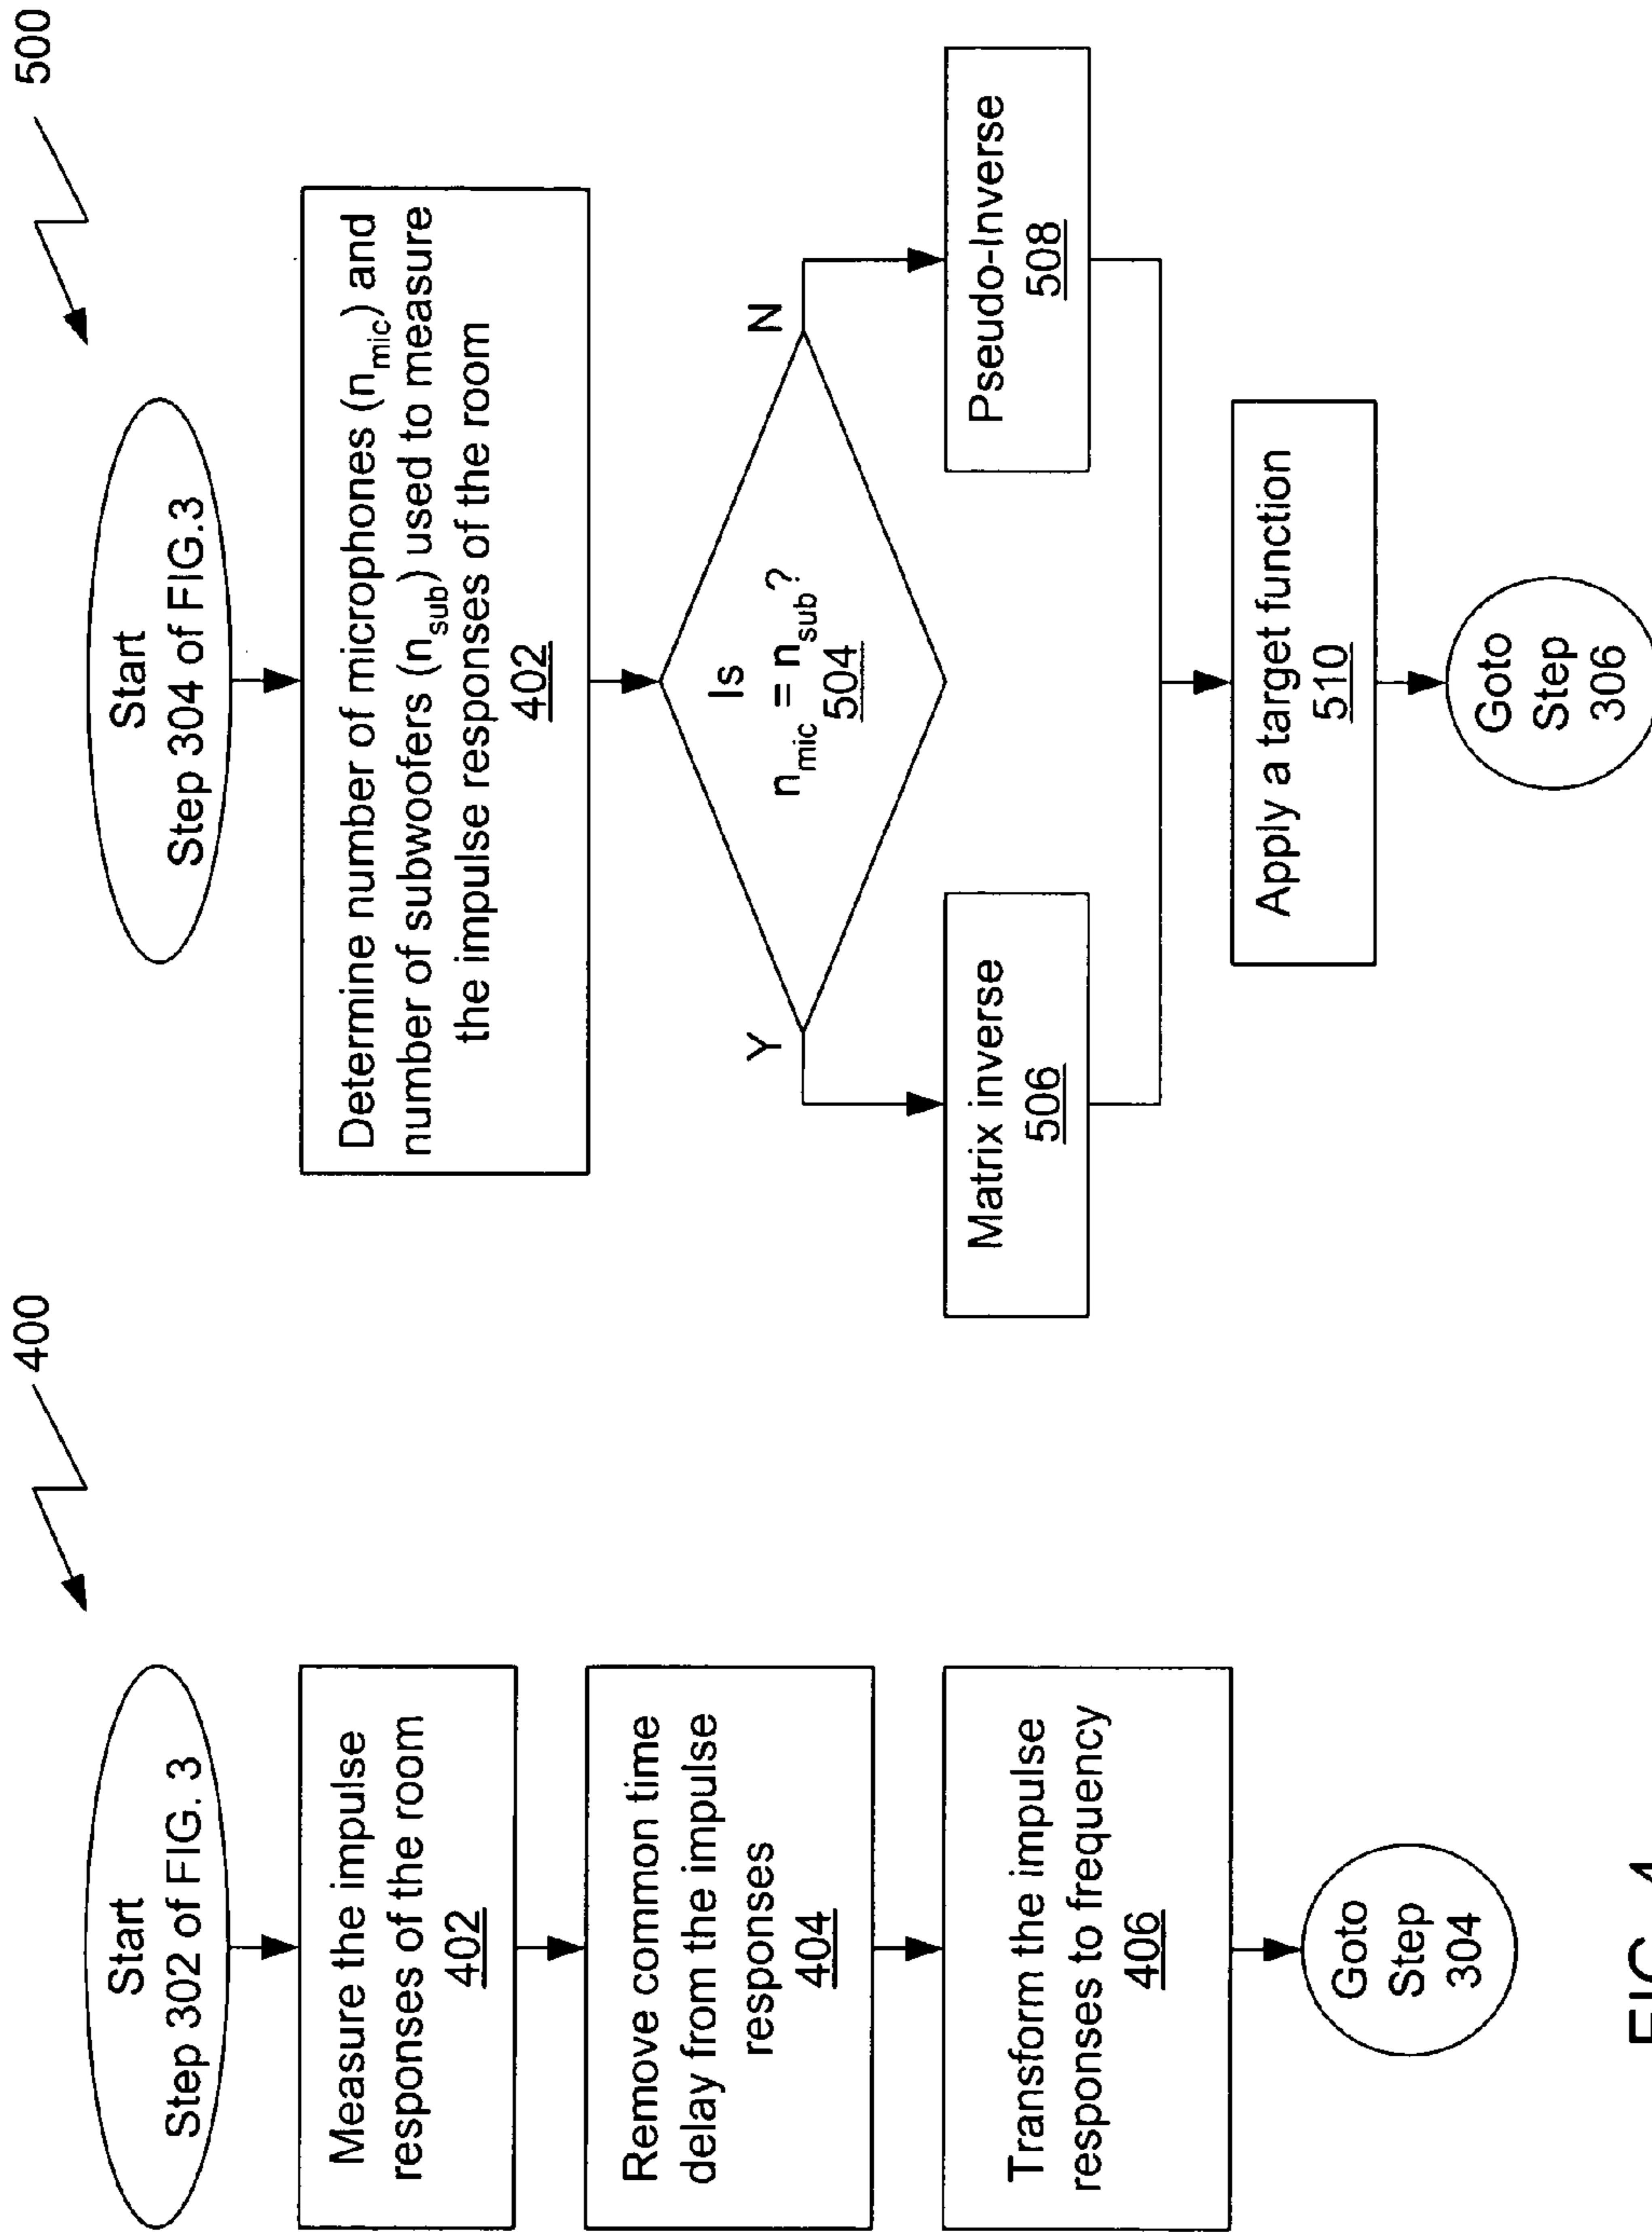 400
Start
Step 302 of FIG. 3
Measure the impulse
responses of the room
402
Remove common time
delay from the impulse
responses
404
Transform the impulse
responses to frequency
406
Goto
Step
304
FIG. 4
500
Start
Step 304 of FIG.3
Determine number of microphones (n_mic) and
number of subwoofers (n_sub) used to measure
the impulse responses of the room
402
Is
n_mic = n_sub?
504
Y
N
Matrix inverse
506
Pseudo-Inverse
508
Apply a target function
510
Goto
Step
306